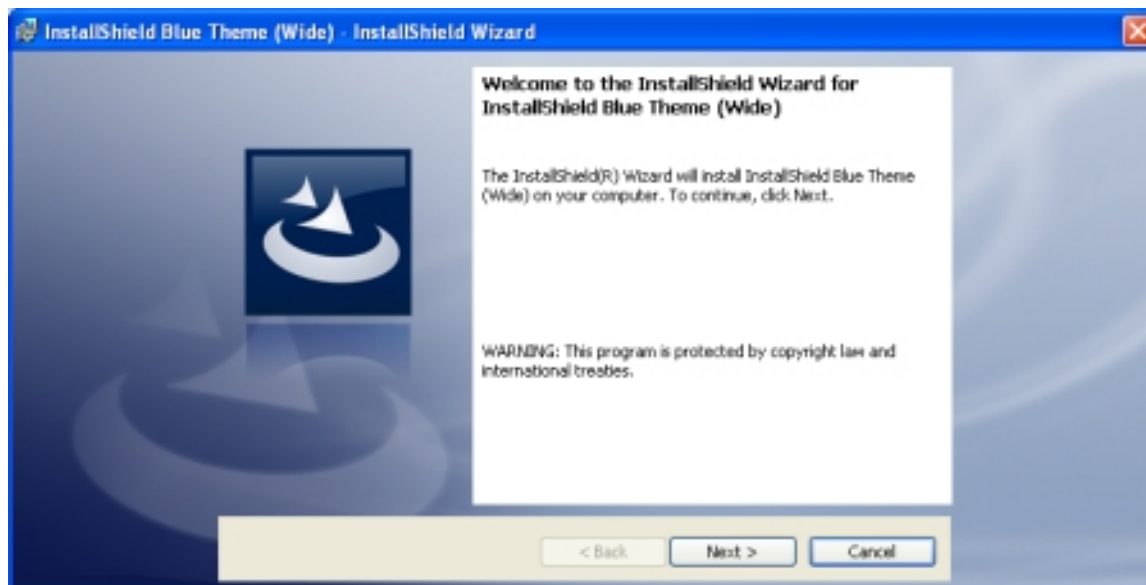 InstallShield Blue Theme (Wide) - InstallShield Wizard
Welcome to the InstallShield Wizard for
InstallShield Blue Theme (Wide)
The InstallShield(R) Wizard will install InstallShield Blue Theme
(Wide) on your computer. To continue, click Next.
WARNING: This program is protected by copyright law and
international treaties.
< Back
Next >
Cancel